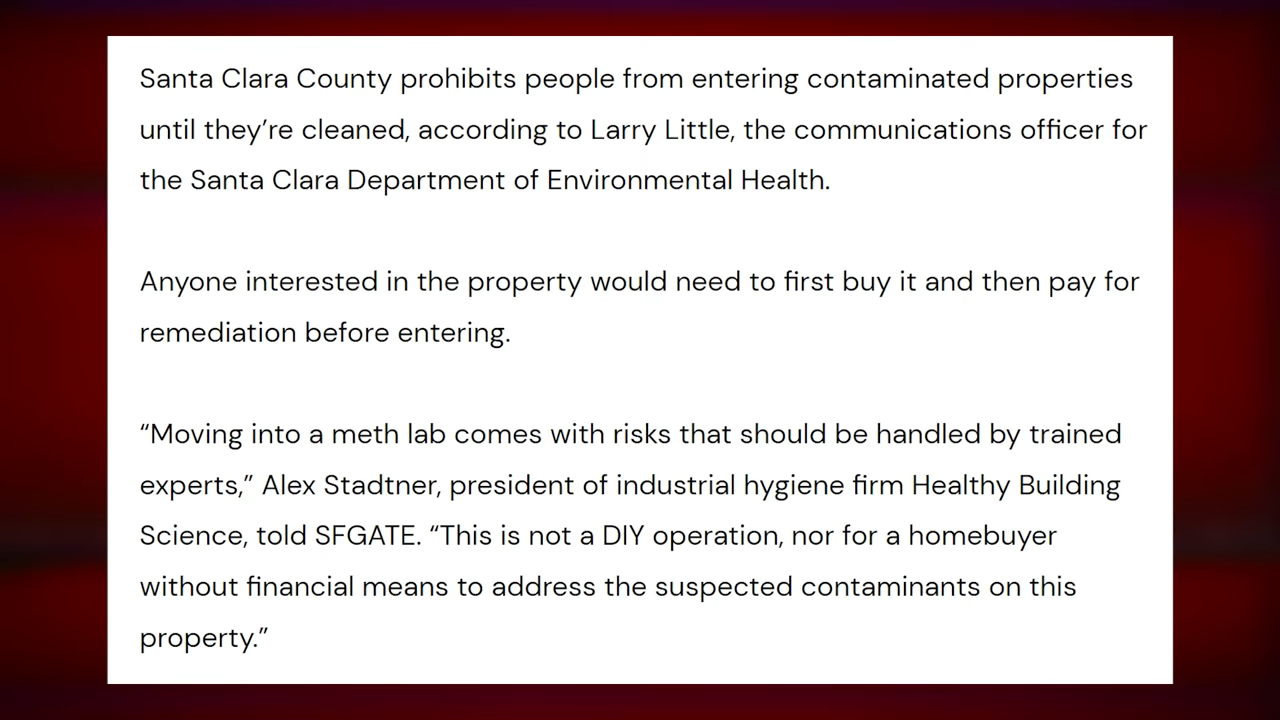 Santa Clara County prohibits people from entering contaminated properties
until they’re cleaned, according to Larry Little, the communications officer for
the Santa Clara Department of Environmental Health.
Anyone interested in the property would need to first buy it and then pay for
remediation before entering.
“Moving into a meth lab comes with risks that should be handled by trained
experts,” Alex Stadtner, president of industrial hygiene firm Healthy Building
Science, told SFGATE. “This is not a DIY operation, nor for a homebuyer
without financial means to address the suspected contaminants on this
property.”